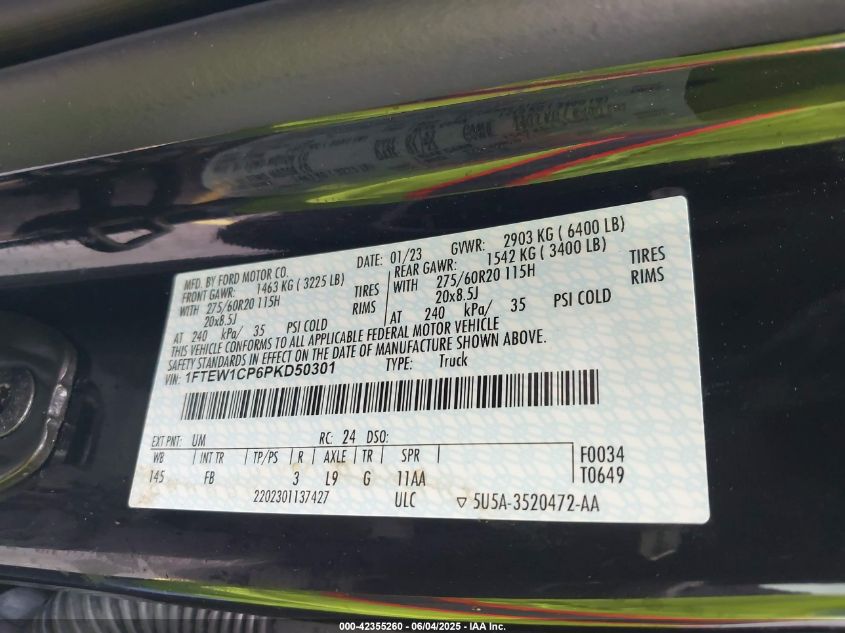 MFD. BY FORD MOTOR CO.
DATE: 01/23 GVWR: 2903 KG ( 6400 LB)
FRONT GAWR: 1463 KG ( 3225 LB)
WITH 275/60R20 115H TIRES
20x8.5J RIMS
AT 240 kPa/ 35 PSI COLD
REAR GAWR: 1542 KG ( 3400 LB)
WITH 275/60R20 115H TIRES
20x8.5J RIMS
AT 240 kPa/ 35 PSI COLD
THIS VEHICLE CONFORMS TO ALL APPLICABLE FEDERAL MOTOR VEHICLE
SAFETY STANDARDS IN EFFECT ON THE DATE OF MANUFACTURE SHOWN ABOVE.
VIN: 1FTEW1CP6PKD50301 TYPE: Truck
EXT PNT: UM RC: 24 DSO:
WB INT TR TP/PS R AXLE TR SPR
145 FB 3 L9 G 11AA
F0034
T0649
2202301137427 ULC ▽ 5U5A-3520472-AA
000-42355260 - 06/04/2025 - IAA Inc.